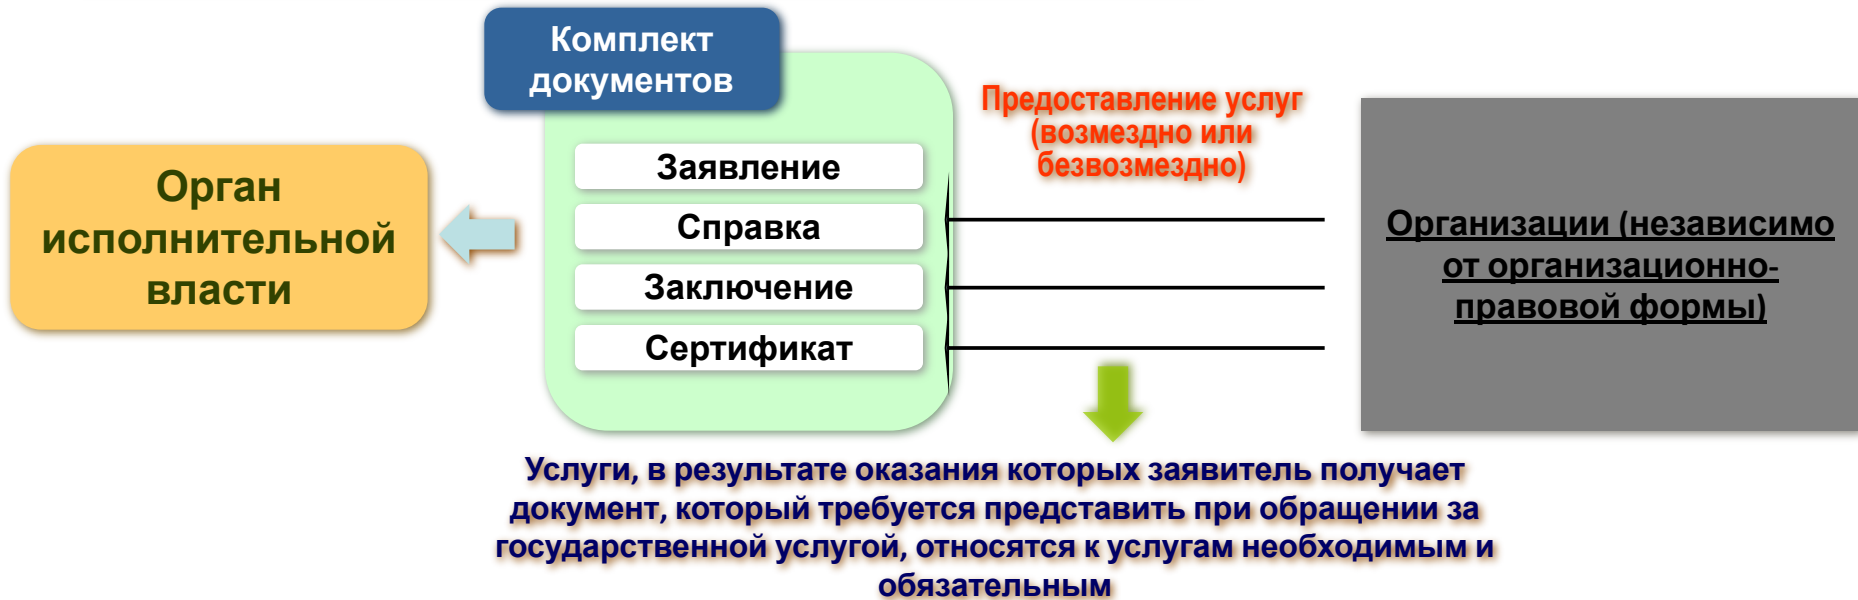 Комплект
документов
Предоставление услуг
(возмездно или
безвозмездно)
Орган
исполнительной
власти
Заявление
Справка
Заключение
Сертификат
Организации (независимо
от организационно-
правовой формы)
Услуги, в результате оказания которых заявитель получает
документ, который требуется представить при обращении за
государственной услугой, относятся к услугам необходимым и
обязательным